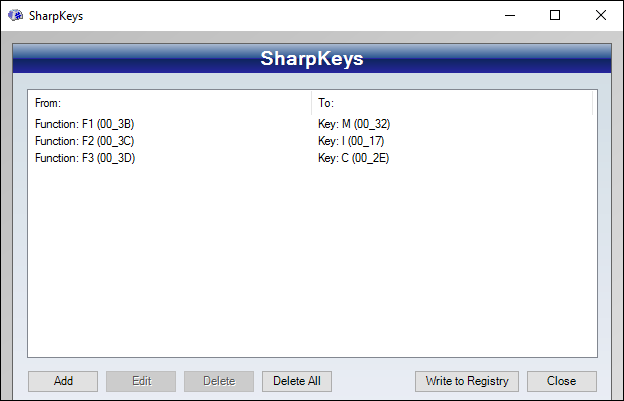 SharpKeys
SharpKeys
From: To:
Function: F1 (00_3B) Key: M (00_32)
Function: F2 (00_3C) Key: I (00_17)
Function: F3 (00_3D) Key: C (00_2E)
Add Edit Delete Delete All Write to Registry Close